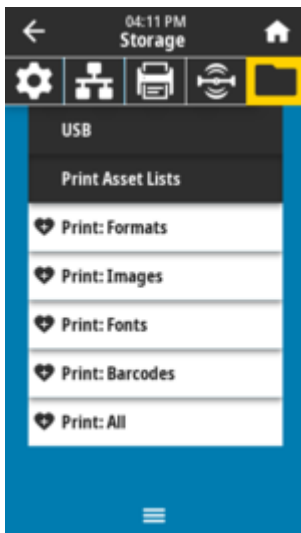 04:11 PM
Storage
USB
Print Asset Lists
Print: Formats
Print: Images
Print: Fonts
Print: Barcodes
Print: All